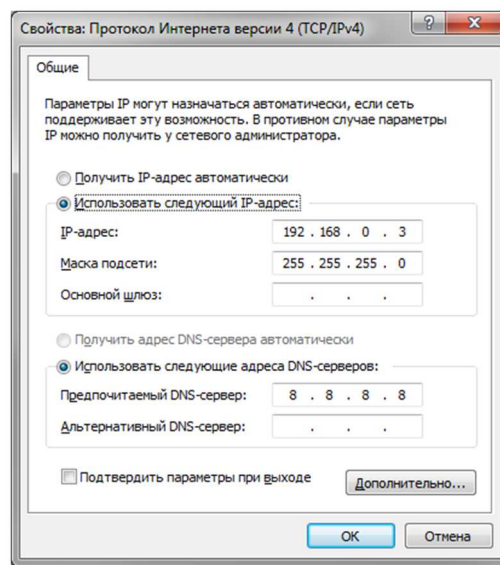 Свойства: Протокол Интернета версии 4 (TCP/IPv4)
Общие
Параметры IP могут назначаться автоматически, если сеть
поддерживает эту возможность. В противном случае параметры
IP можно получить у сетевого администратора.
Получить IP-адрес автоматически
Использовать следующий IP-адрес:
IP-адрес: 192 . 168 . 0 . 3
Маска подсети: 255 . 255 . 255 . 0
Основной шлюз: . . .
Получить адрес DNS-сервера автоматически
Использовать следующие адреса DNS-серверов:
Предпочитаемый DNS-сервер: 8 . 8 . 8 . 8
Альтернативный DNS-сервер: . . .
Подтвердить параметры при выходе
Дополнительно...
OK Отмена